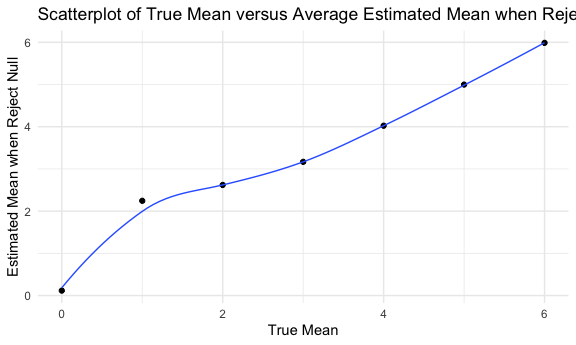 Scatterplot of True Mean versus Average Estimated Mean when Reje
Estimated Mean when Reject Null
6
4
2
0
0 2 4 6
True Mean